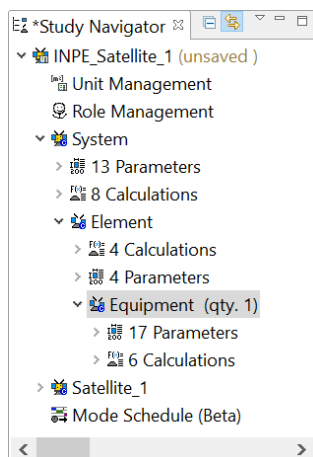 *Study Navigator
INPE_Satellite_1 (unsaved )
Unit Management
Role Management
System
13 Parameters
8 Calculations
Element
4 Calculations
4 Parameters
Equipment (qty. 1)
17 Parameters
6 Calculations
Satellite_1
Mode Schedule (Beta)